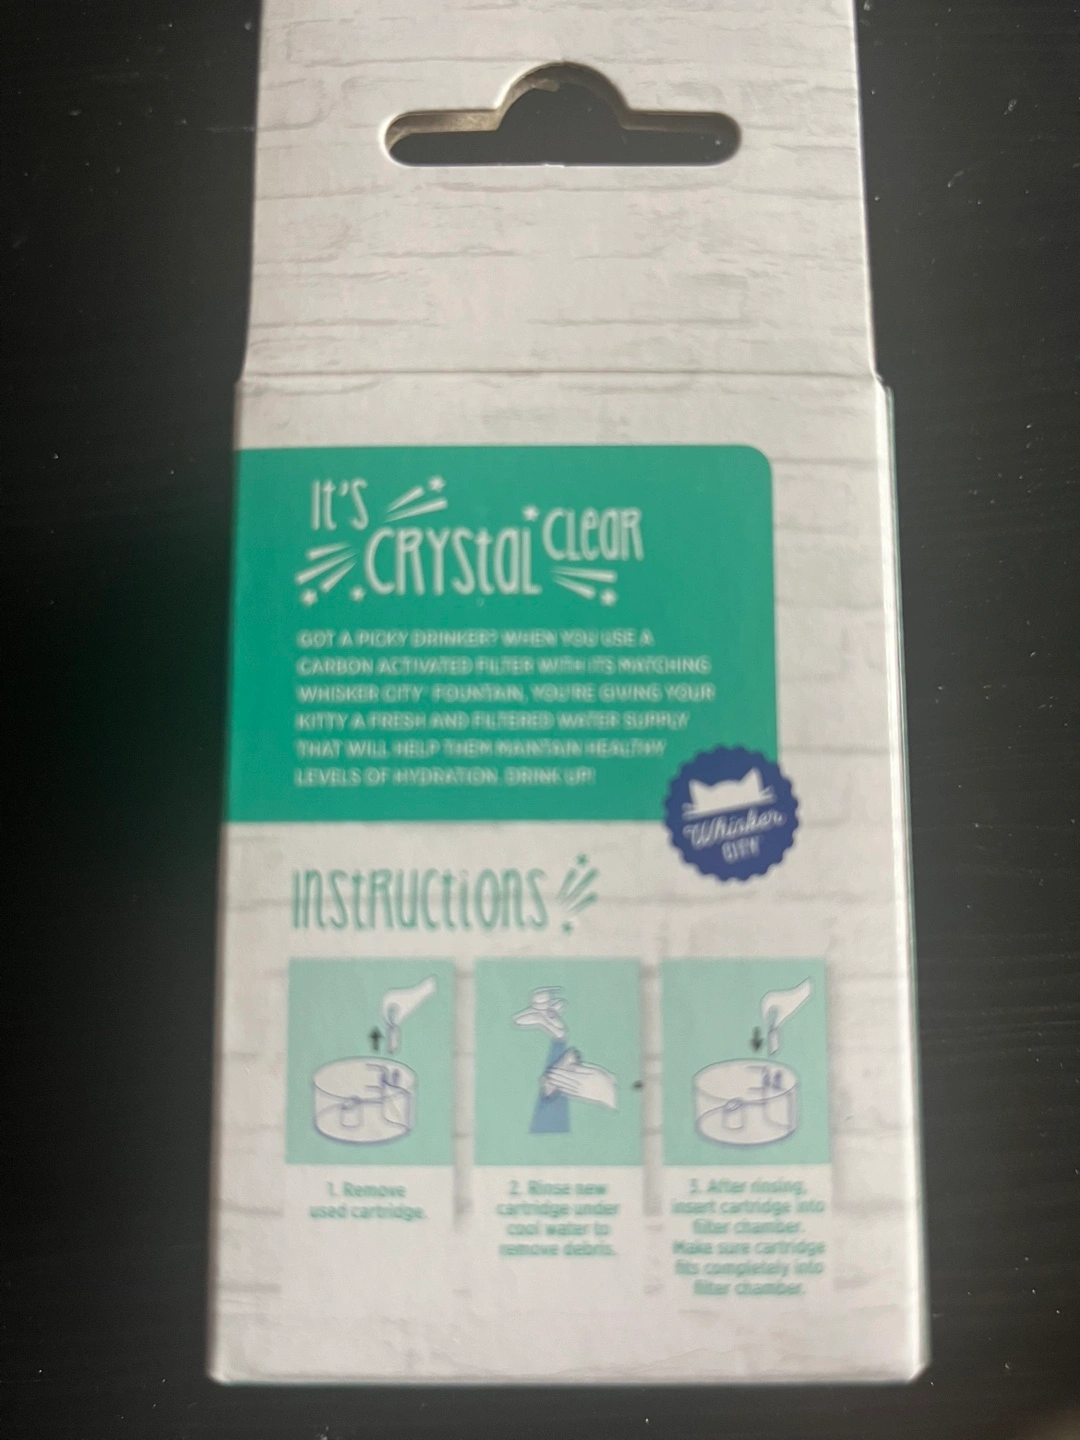 It's
CRYStal CLEAR
GOT A PICKY DRINKER? WHEN YOU USE A
CARBON ACTIVATED FILTER WITH ITS MATCHING
WHISKER CITY® FOUNTAIN, YOU'RE GIVING YOUR
KITTY A FRESH AND FILTERED WATER SUPPLY
THAT WILL HELP THEM MAINTAIN HEALTHY
LEVELS OF HYDRATION. DRINK UP!
Whisker
CITY
InStRUCtiOnS
1. Remove
used cartridge.
2. Rinse new
cartridge under
cool water to
remove debris.
3. After rinsing,
insert cartridge into
filter chamber.
Make sure cartridge
fits completely into
filter chamber.